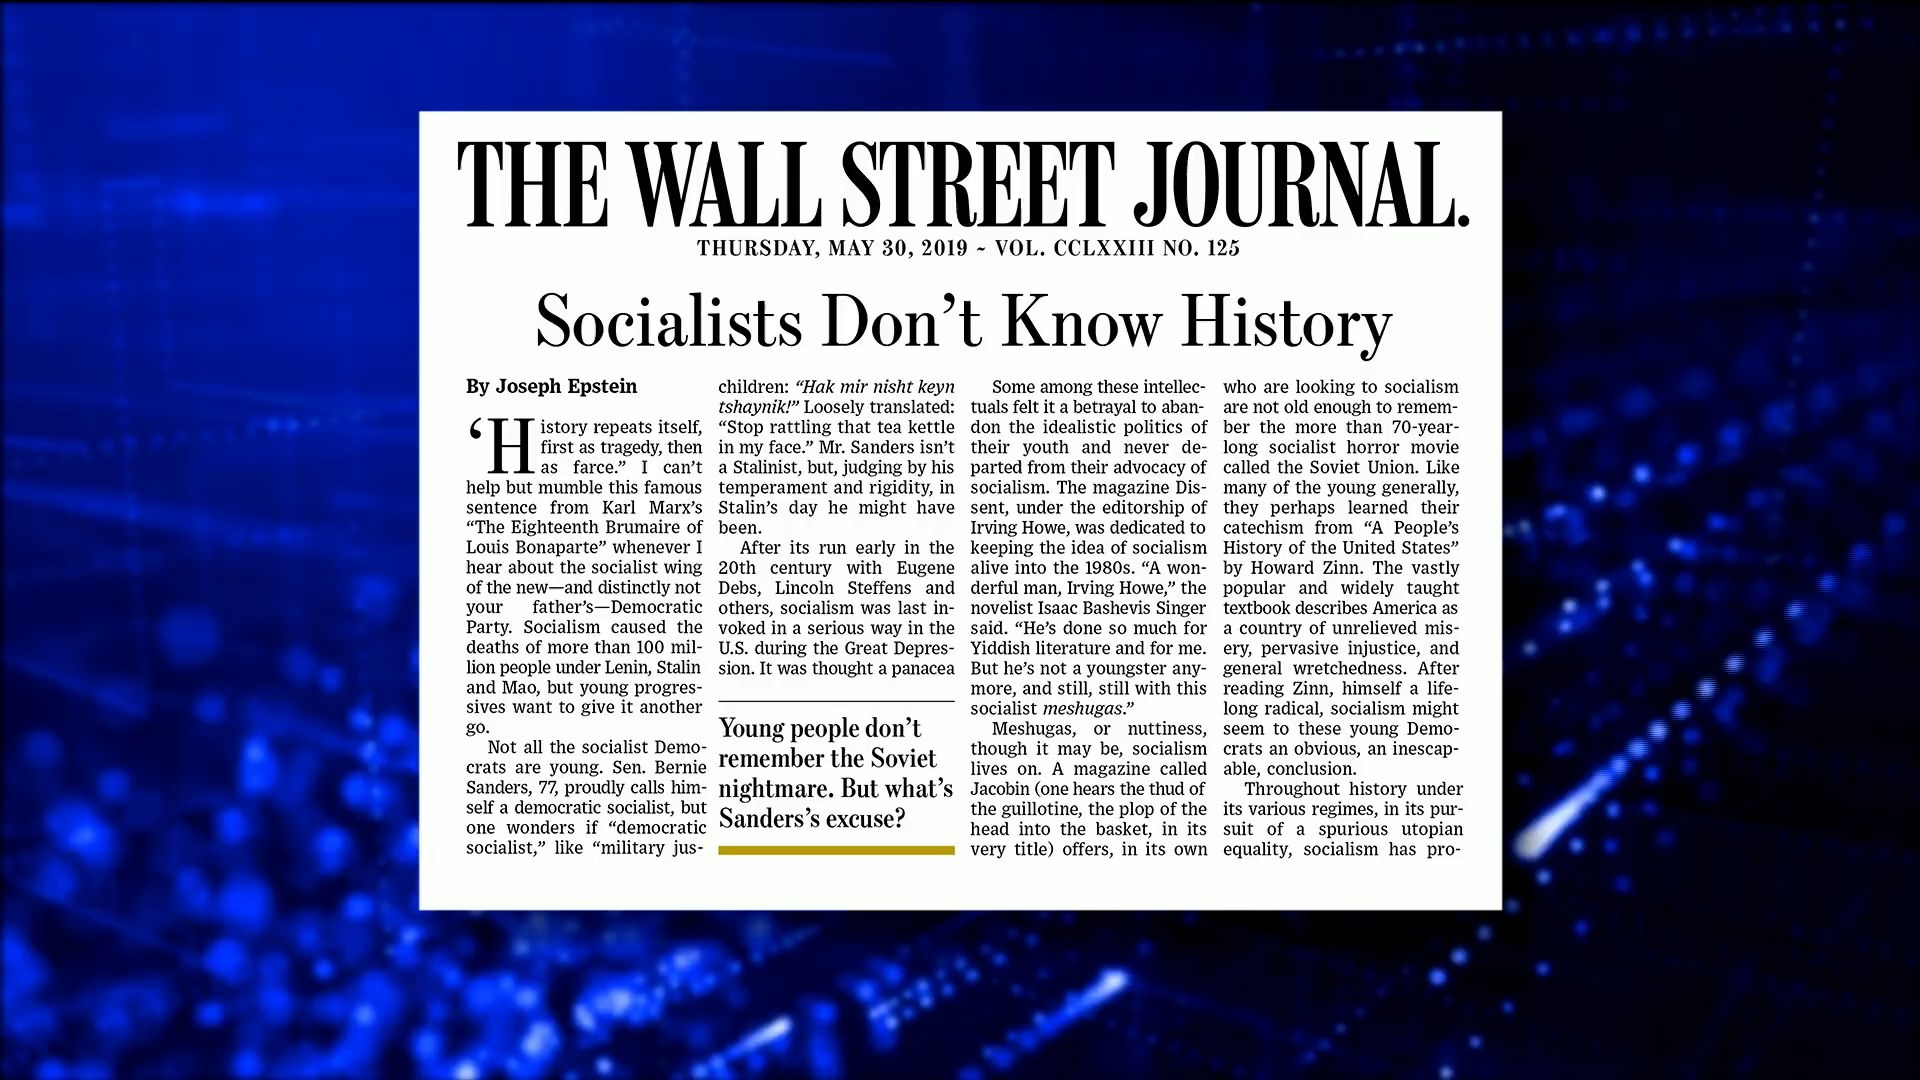 THE WALL STREET JOURNAL.
THURSDAY, MAY 30, 2019 ~ VOL. CCLXXIII NO. 125
Socialists Don’t Know History
By Joseph Epstein
‘History repeats itself,
first as tragedy, then
as farce.” I can’t
help but mumble this famous
sentence from Karl Marx’s
“The Eighteenth Brumaire of
Louis Bonaparte” whenever I
hear about the socialist wing
of the new—and distinctly not
your father’s—Democratic
Party. Socialism caused the
deaths of more than 100 mil-
lion people under Lenin, Stalin
and Mao, but young progres-
sives want to give it another
go.
Not all the socialist Demo-
crats are young. Sen. Bernie
Sanders, 77, proudly calls him-
self a democratic socialist, but
one wonders if “democratic
socialist,” like “military jus-
children: “Hak mir nisht keyn
tshaynik!” Loosely translated:
“Stop rattling that tea kettle
in my face.” Mr. Sanders isn’t
a Stalinist, but, judging by his
temperament and rigidity, in
Stalin’s day he might have
been.
After its run early in the
20th century with Eugene
Debs, Lincoln Steffens and
others, socialism was last in-
voked in a serious way in the
U.S. during the Great Depres-
sion. It was thought a panacea
Young people don’t
remember the Soviet
nightmare. But what’s
Sanders’s excuse?
Some among these intellec-
tuals felt it a betrayal to aban-
don the idealistic politics of
their youth and never de-
parted from their advocacy of
socialism. The magazine Dis-
sent, under the editorship of
Irving Howe, was dedicated to
keeping the idea of socialism
alive into the 1980s. “A won-
derful man, Irving Howe,” the
novelist Isaac Bashevis Singer
said. “He’s done so much for
Yiddish literature and for me.
But he’s not a youngster any-
more, and still, still with this
socialist meshugas.”
Meshugas, or nuttiness,
though it may be, socialism
lives on. A magazine called
Jacobin (one hears the thud of
the guillotine, the plop of the
head into the basket, in its
very title) offers, in its own
who are looking to socialism
are not old enough to remem-
ber the more than 70-year-
long socialist horror movie
called the Soviet Union. Like
many of the young generally,
they perhaps learned their
catechism from “A People’s
History of the United States”
by Howard Zinn. The vastly
popular and widely taught
textbook describes America as
a country of unrelieved mis-
ery, pervasive injustice, and
general wretchedness. After
reading Zinn, himself a life-
long radical, socialism might
seem to these young Demo-
crats an obvious, an inescap-
able, conclusion.
Throughout history under
its various regimes, in its pur-
suit of a spurious utopian
equality, socialism has pro-